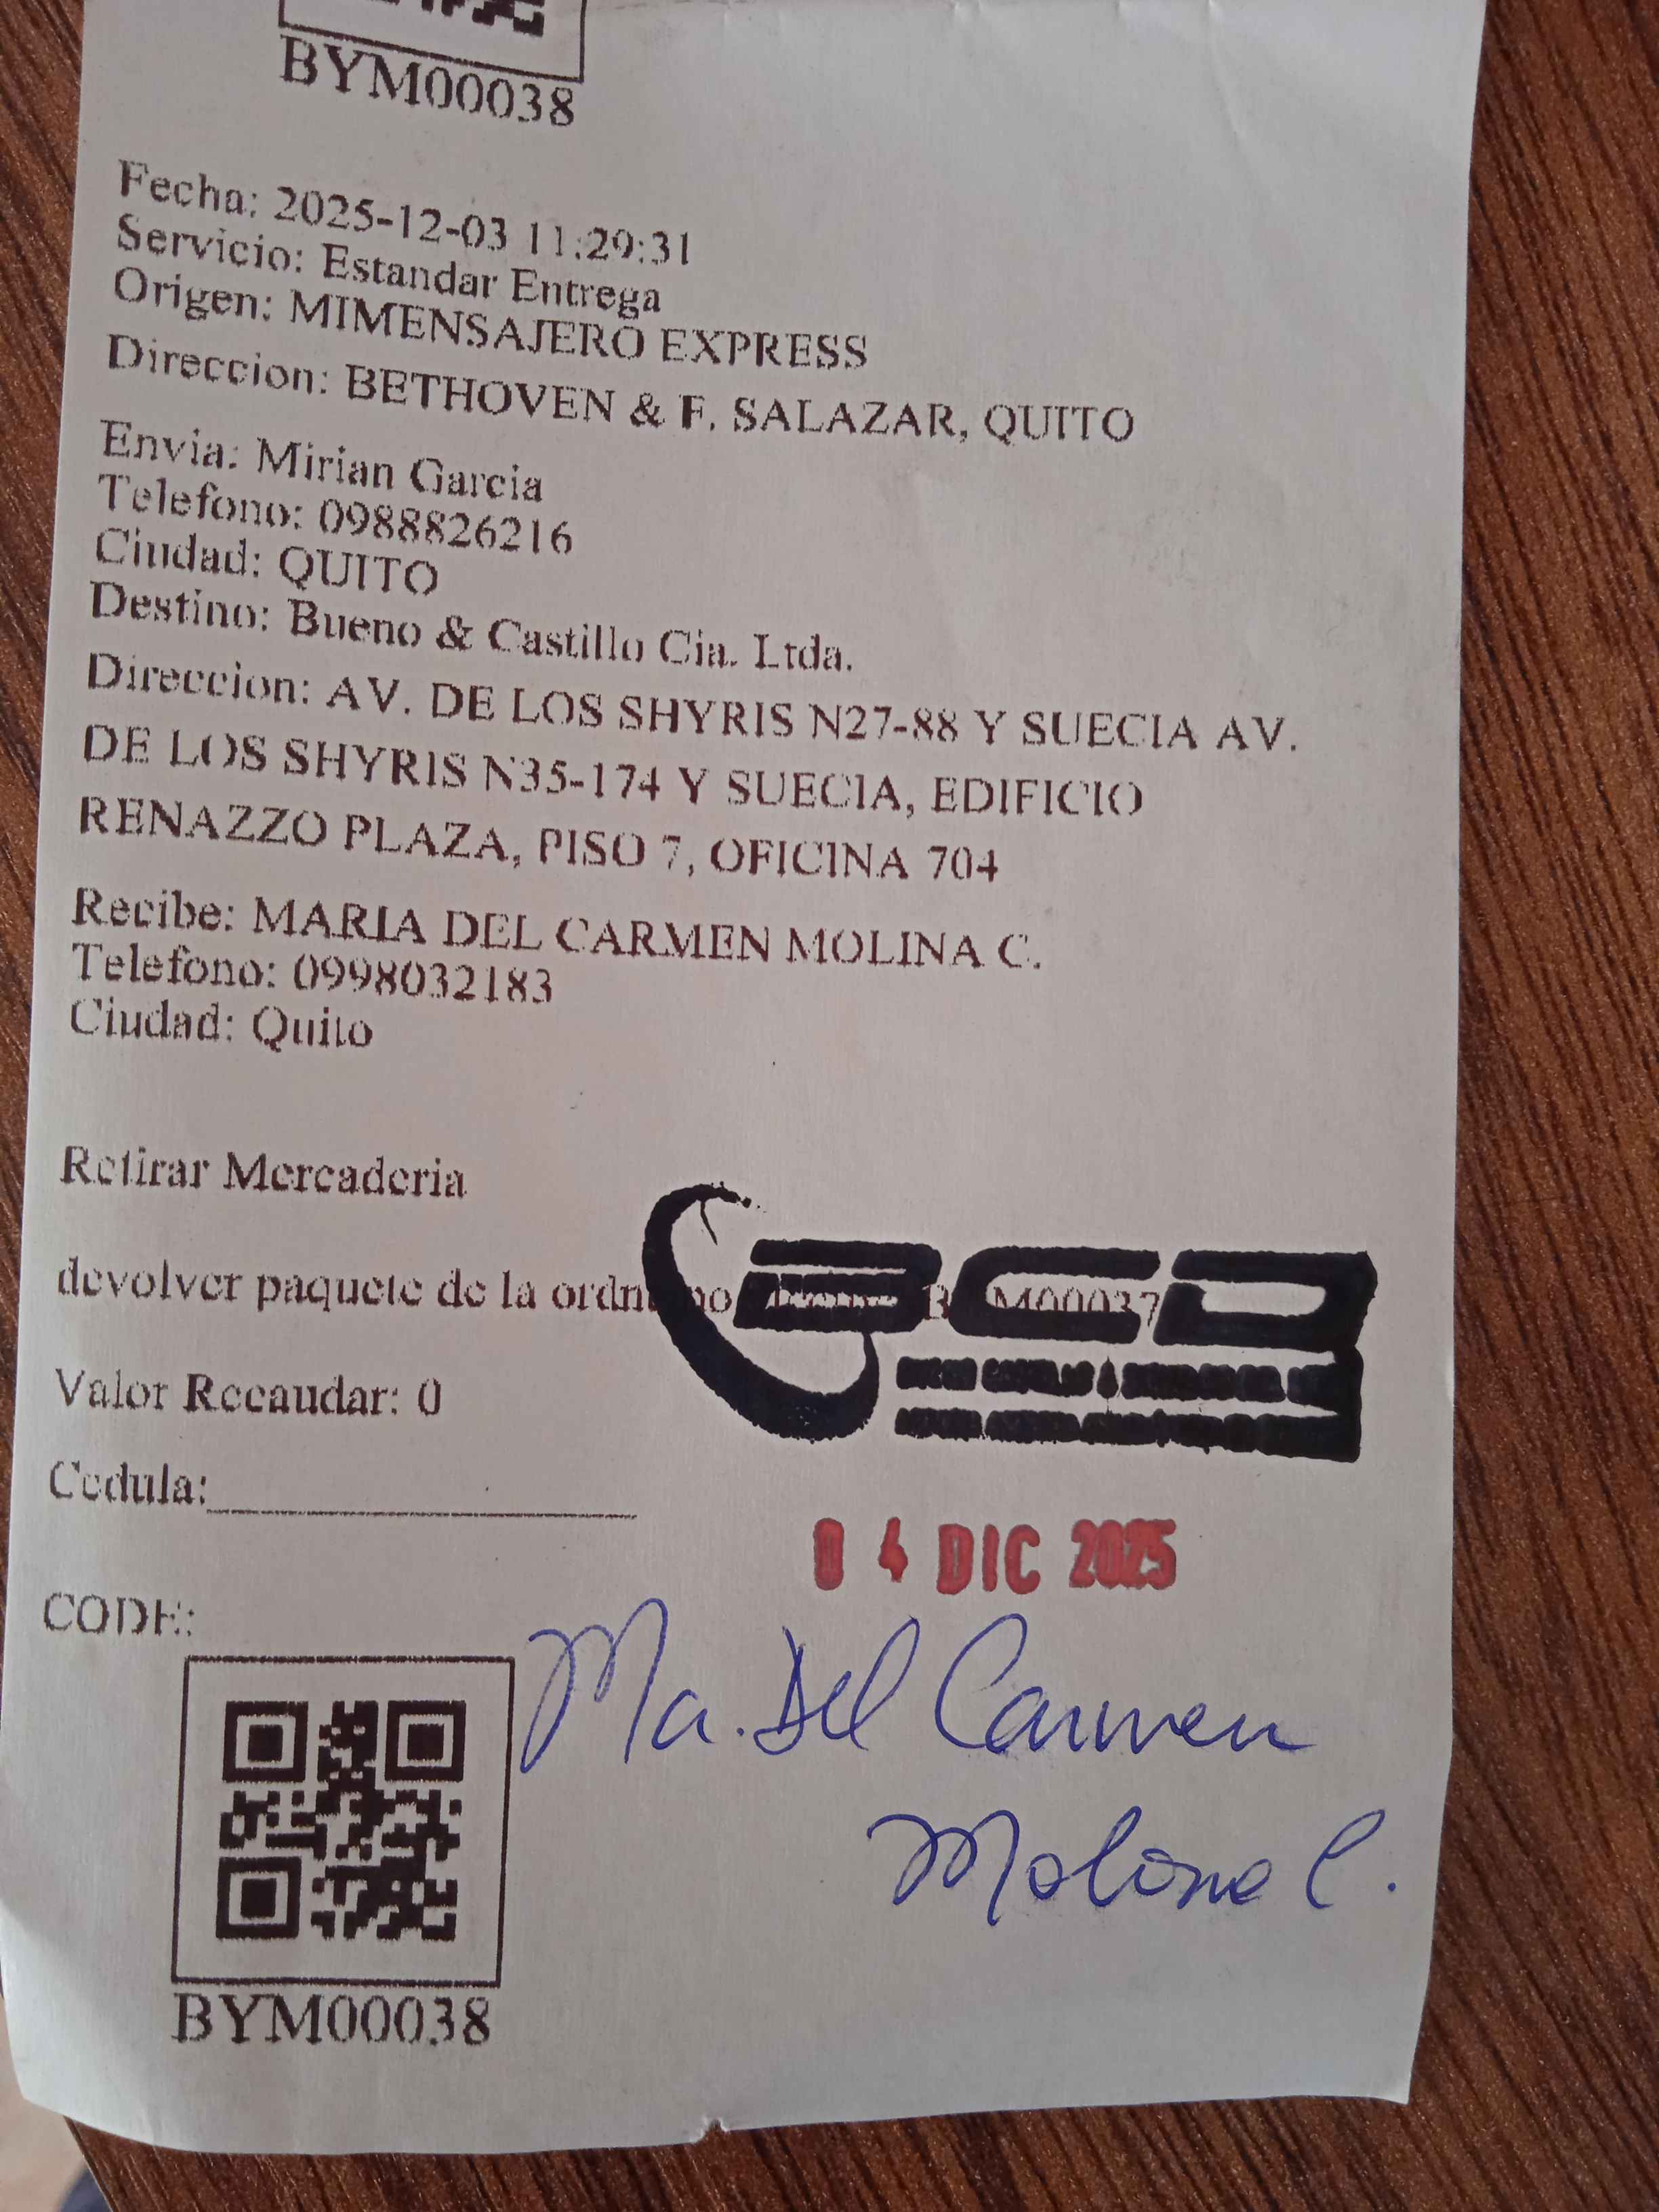 BYM00038
Fecha: 2025-12-03 11:29:31
Servicio: Estandar Entrega
Origen: MIMENSAJERO EXPRESS
Direccion: BETHOVEN & F. SALAZAR, QUITO
Envia: Mirian Garcia
Telefono: 0988826216
Ciudad: QUITO
Destino: Bueno & Castillo Cia. Ltda.
Direccion: AV. DE LOS SHYRIS N27-88 Y SUECIA AV.
DE LOS SHYRIS N35-174 Y SUECIA, EDIFICIO
RENAZZO PLAZA, PISO 7, OFICINA 704
Recibe: MARIA DEL CARMEN MOLINA C.
Telefono: 0998032183
Ciudad: Quito
Retirar Mercaderia
devolver paquete de la M00037
BCB
Valor Recaudar: 0
Cedula:
04 DIC 2025
CODE:
Ma. Del Carmen
Molina C.
BYM00038